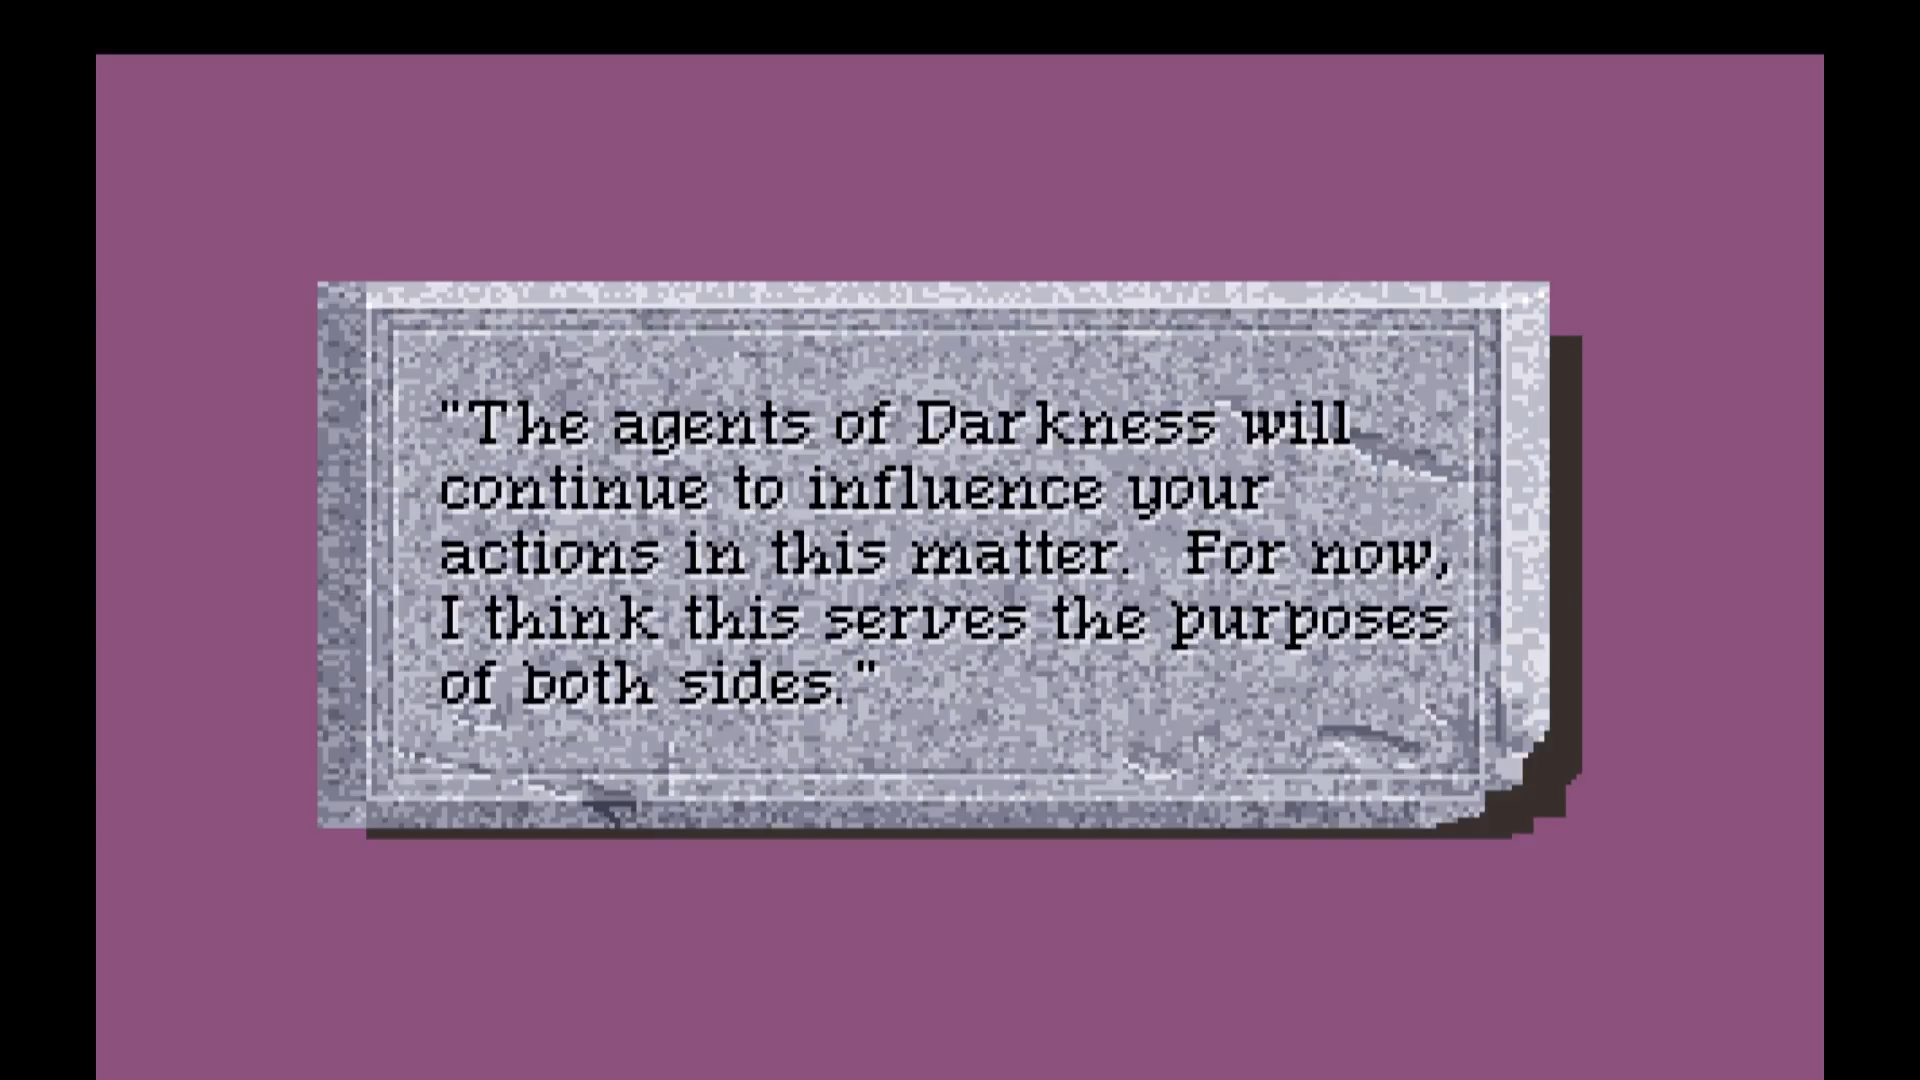 "The agents of Darkness will
continue to influence your
actions in this matter.  For now,
I think this serves the purposes
of both sides."